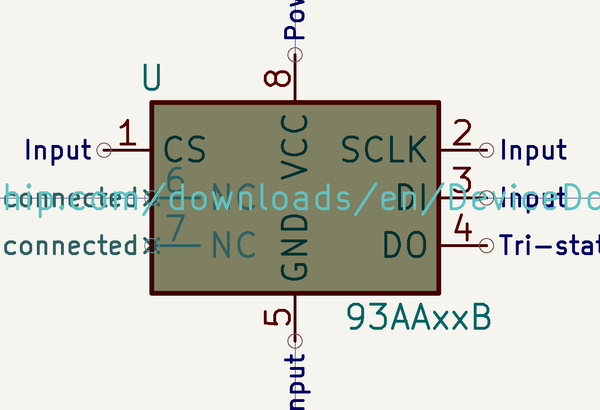 Pow
U
8
1
2
Input
CS
VCC
SCLK
Input
6
3
connected
NC
DI
Input
hip.com/downloads/en/DeviceDo
7
4
connected
NC
GND
DO
Tri-stat
5
93AAxxB
nput